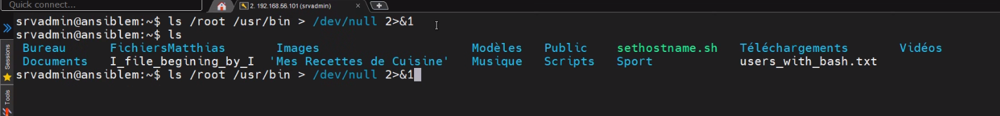 Quick connect...
2. 192.168.56.101 (srvadmin)
srvadmin@ansiblem:~$ ls /root /usr/bin > /dev/null 2>&1
srvadmin@ansiblem:~$ ls
Bureau FichiersMatthias Images Modèles Public sethostname.sh Téléchargements Vidéos
Documents I_file_begining_by_I 'Mes Recettes de Cuisine' Musique Scripts Sport users_with_bash.txt
srvadmin@ansiblem:~$ ls /root /usr/bin > /dev/null 2>&1
Sessions
Tools